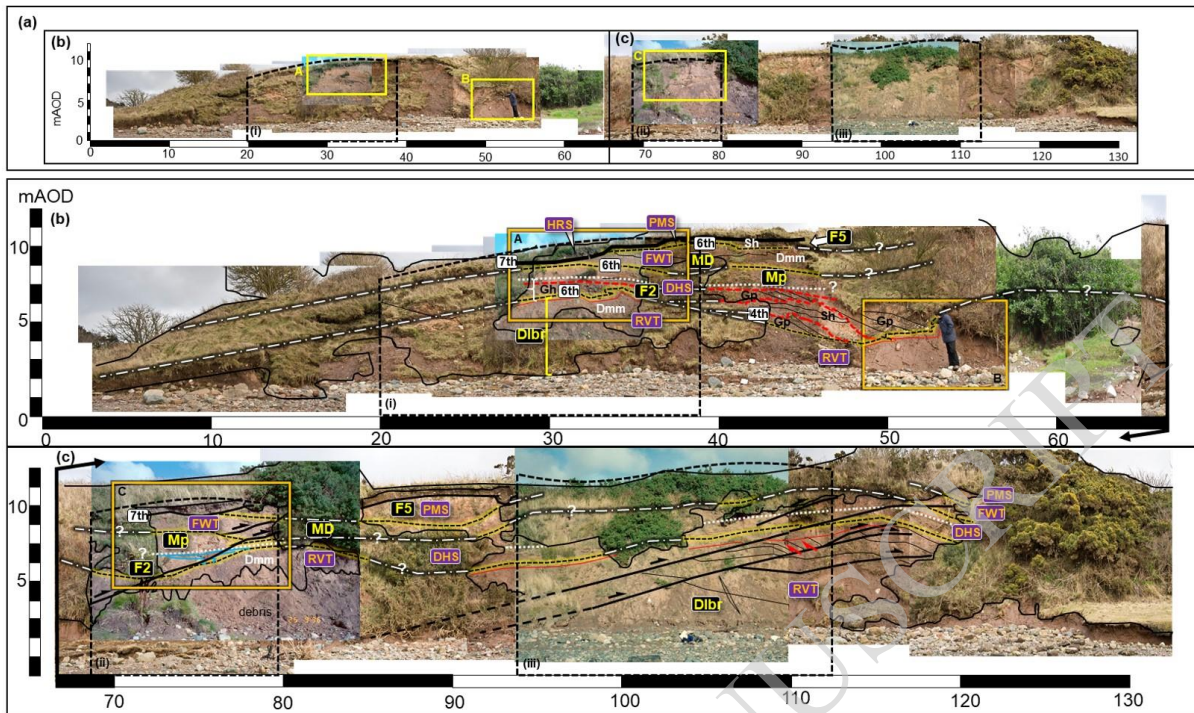 (a)
(b)
(c)
10
5
0
mAOD
A
B
C
(i)
(ii)
(iii)
0 10 20 30 40 50 60 70 80 90 100 110 120 130
mAOD
(b)
10
5
0
HRS
PMS
A
7th
6th
6th
Sh
F5
FWT
MD
Dmm
?
Gh
6th
F2
DHS
Mp
?
?
Dmm
Gp
Sh
Gp
?
Dlbr
RVT
4th
Gp
RVT
B
(i)
0 10 20 30 40 50 60
(c)
10
5
C
7th
?
FWT
F5
PMS
?
PMS
FWT
Mp
MD
?
DHS
?
F2
Dmm
RVT
DHS
?
Dlbr
RVT
debris
(ii)
(iii)
70 80 90 100 110 120 130
USCRIPT